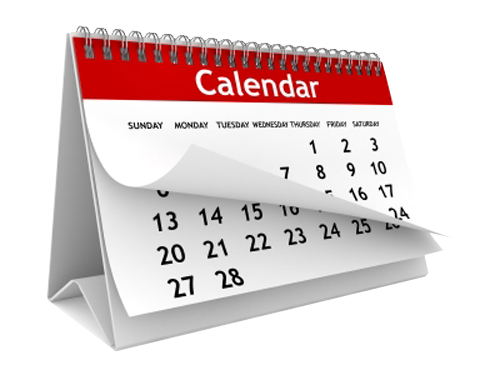 Calendar
SUNDAY MONDAY TUESDAY WEDNESDAY THURSDAY FRIDAY SATURDAY
1 2 3
7 8 9 10
13 14 15 16 16 17
20 21 22 23 24 25 24
27 28